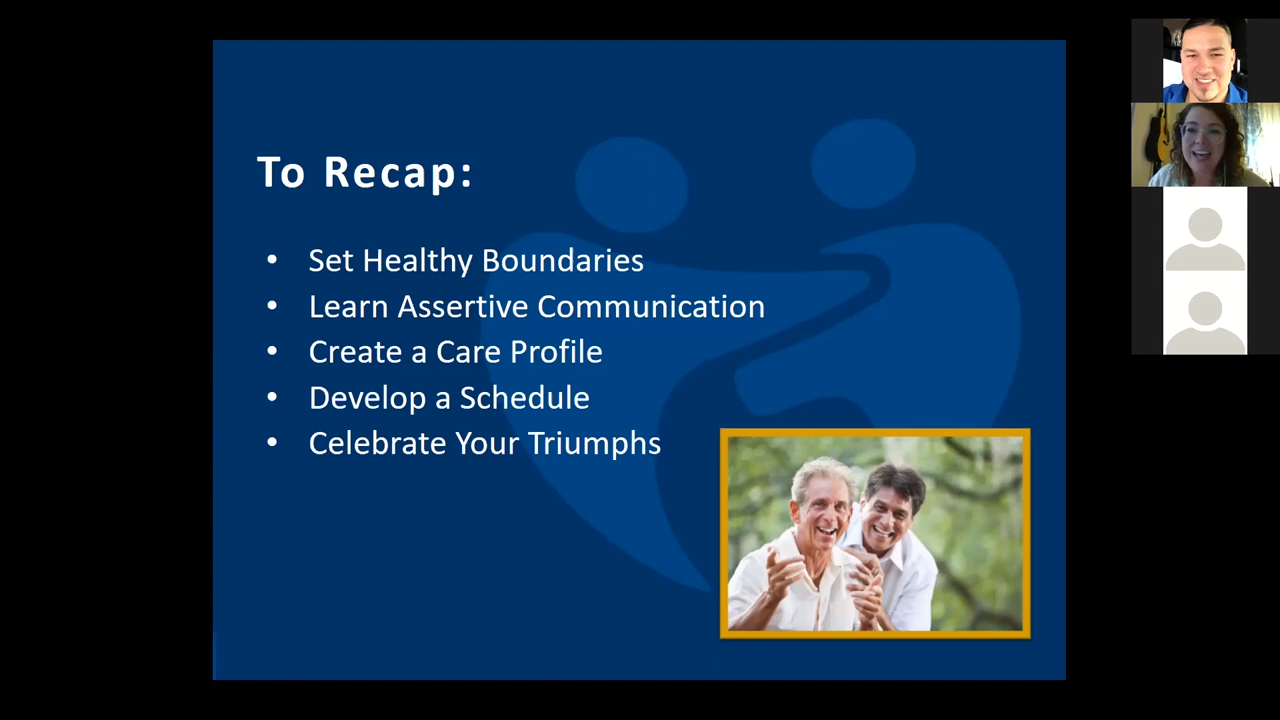 To Recap:
• Set Healthy Boundaries
• Learn Assertive Communication
• Create a Care Profile
• Develop a Schedule
• Celebrate Your Triumphs